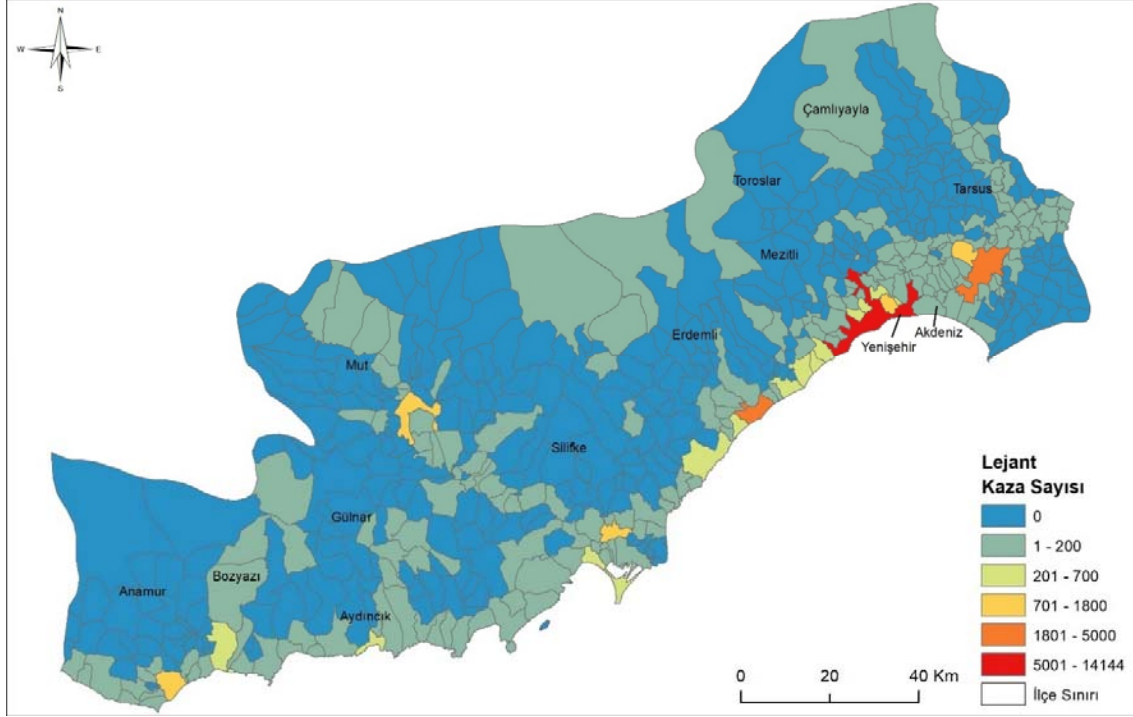 N
W E
S
Çamlıyayla
Toroslar
Tarsus
Mezitli
Erdemli
Akdeniz
Yenişehir
Mut
Silifke
Gülnar
Bozyazı
Anamur
Aydıncık
Lejant
Kaza Sayısı
0
1 - 200
201 - 700
701 - 1800
1801 - 5000
5001 - 14144
İlçe Sınırı
0 20 40 Km